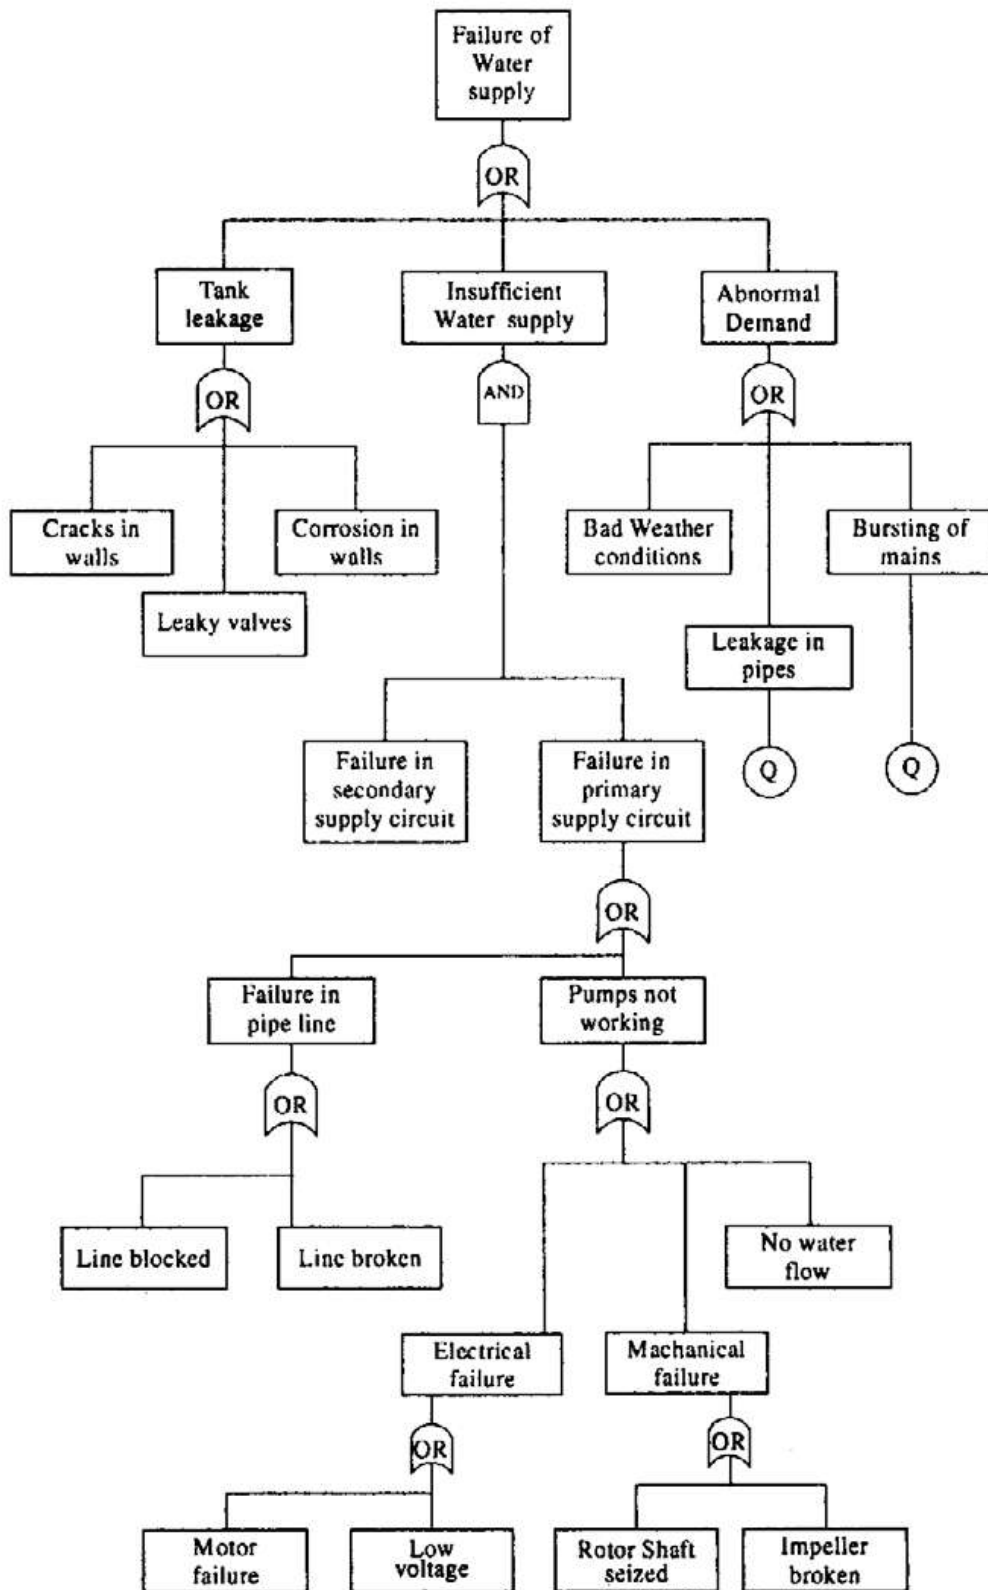 Failure of
Water
supply
OR
Tank
leakage
Insufficient
Water supply
Abnormal
Demand
OR
AND
OR
Cracks in
walls
Corrosion in
walls
Bad Weather
conditions
Bursting of
mains
Leaky valves
Leakage in
pipes
Failure in
secondary
supply circuit
Failure in
primary
supply circuit
Q
Q
OR
Failure in
pipe line
Pumps not
working
OR
OR
Line blocked
Line broken
No water
flow
Electrical
failure
Machanical
failure
OR
OR
Motor
failure
Low
voltage
Rotor Shaft
seized
Impeller
broken